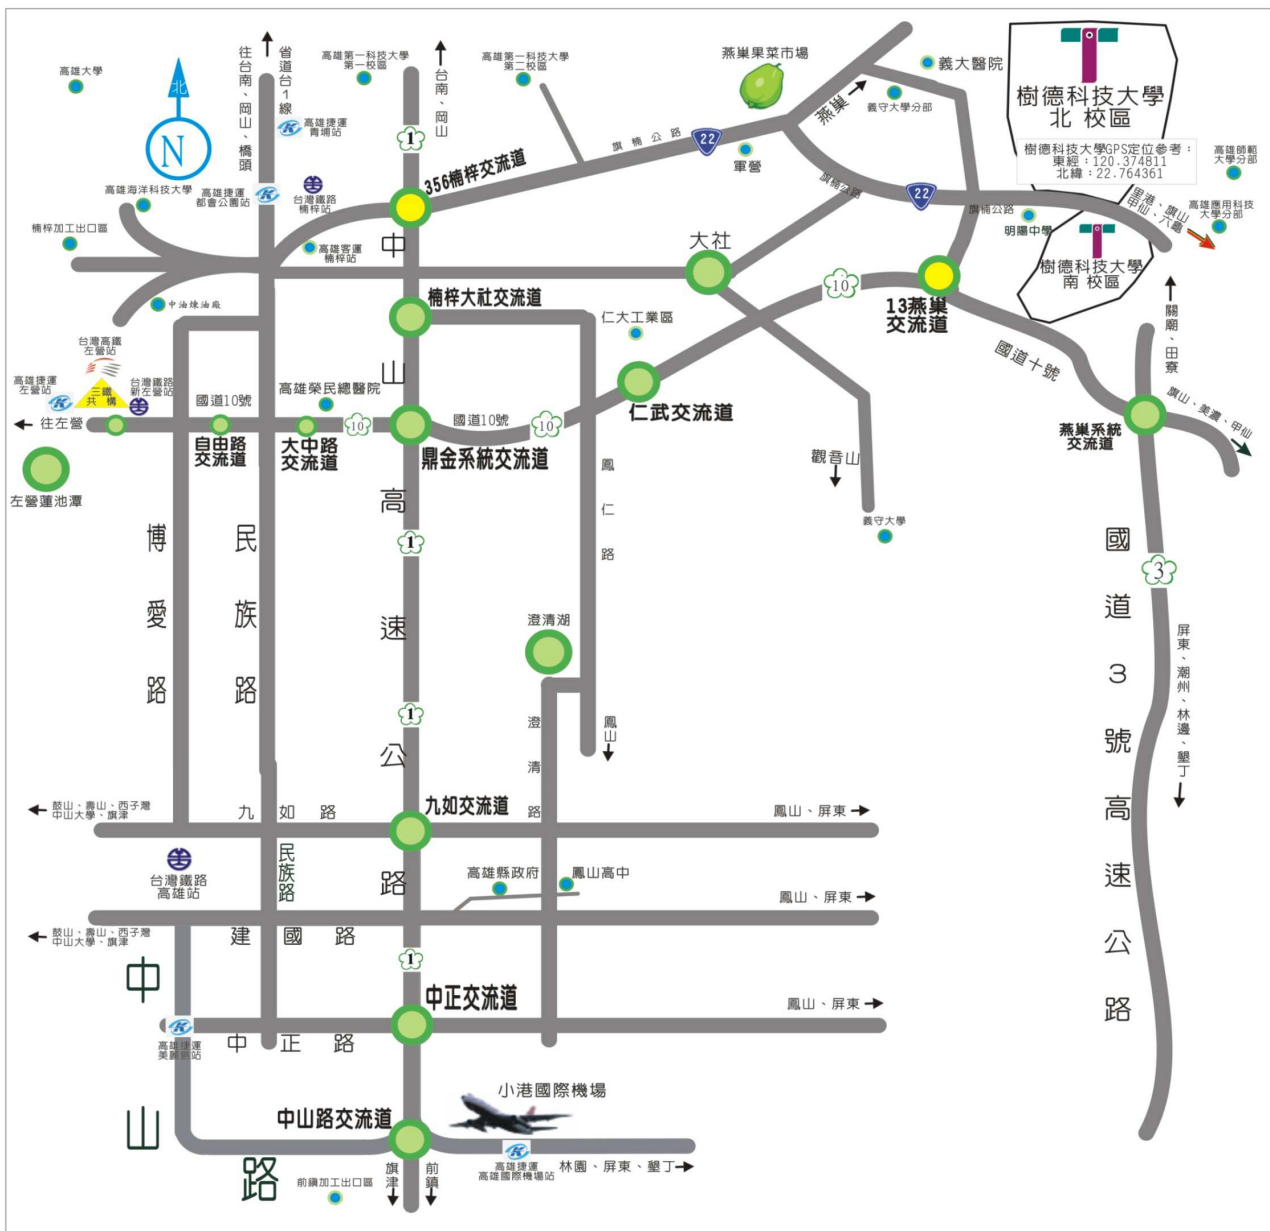 高雄大學
北
N
往台南、岡山、橋頭
省道台1線
高雄捷運
青埔站
高雄第一科技大學
第一校區
台南、岡山
高雄第一科技大學
第二校區
燕巢果菜市場
燕巢
義大醫院
義守大學分部
樹德科技大學
北 校區
樹德科技大學GPS定位參考：
東經：120.374811
北緯：22.764361
高雄師範
大學分部
高雄應用科技
大學分部
里港、旗山
甲仙、六龜
1
356楠梓交流道
旗楠公路
22
軍營
旗楠公路
22
旗楠公路
明陽中學
樹德科技大學
南 校區
高雄海洋科技大學
高雄捷運
都會公園站
台灣鐵路
楠梓站
楠梓加工出口區
高雄客運
楠梓站
中油煉油廠
大社
10
13燕巢
交流道
楠梓大社交流道
仁大工業區
關廟、田寮
國道十號
台灣高鐵
左營站
高雄捷運
左營站
三鐵
共構
台灣鐵路
新左營站
國道10號
高雄榮民總醫院
往左營
自由路
交流道
大中路
交流道
10
國道10號
10
鼎金系統交流道
仁武交流道
旗山、美濃、甲仙
燕巢系統
交流道
左營蓮池潭
觀音山
義守大學
鳳仁路
博愛路
民族路
中山高速公路
1
1
1
國道3號高速公路
3
澄清湖
澄清路
鳳山
屏東、潮州、林邊、墾丁
鼓山、壽山、西子灣
中山大學、旗津
九如路
九如交流道
鳳山、屏東
台灣鐵路
高雄站
民族路
高雄縣政府
鳳山高中
鳳山、屏東
鼓山、壽山、西子灣
中山大學、旗津
建國路
中正交流道
鳳山、屏東
高雄捷運
美麗島站
中正路
中山路
中山路交流道
小港國際機場
高雄捷運
高雄國際機場站
林園、屏東、墾丁
前鎮加工出口區
旗津
前鎮